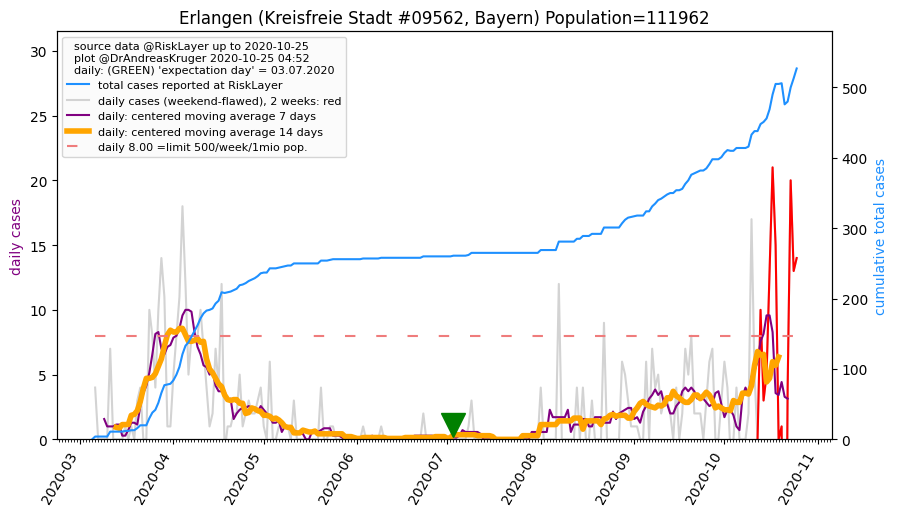 Erlangen (Kreisfreie Stadt #09562, Bayern) Population=111962
source data @RiskLayer up to 2020-10-25
plot @DrAndreasKruger 2020-10-25 04:52
daily: (GREEN) 'expectation day' = 03.07.2020
total cases reported at RiskLayer
daily cases (weekend-flawed), 2 weeks: red
daily: centered moving average 7 days
daily: centered moving average 14 days
daily 8.00 =limit 500/week/1mio pop.
daily cases
30
25
20
15
10
5
0
cumulative total cases
500
400
300
200
100
0
2020-03
2020-04
2020-05
2020-06
2020-07
2020-08
2020-09
2020-10
2020-11